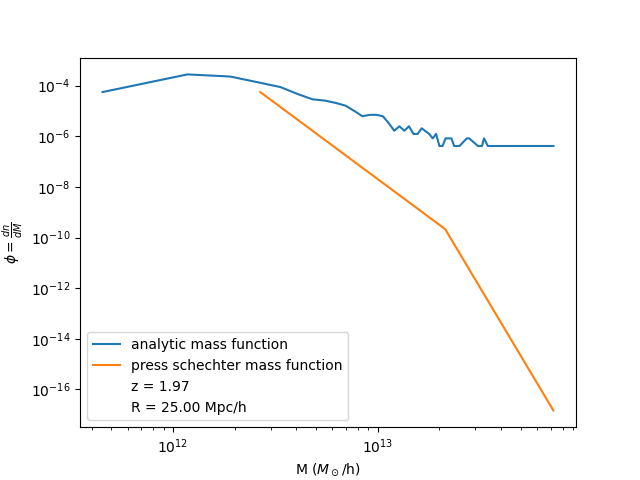 10⁻⁴
10⁻⁶
10⁻⁸
10⁻¹⁰
10⁻¹²
10⁻¹⁴
10⁻¹⁶
ϕ = dn/dM
analytic mass function
press schechter mass function
z = 1.97
R = 25.00 Mpc/h
10¹² 10¹³
M (M⊙/h)